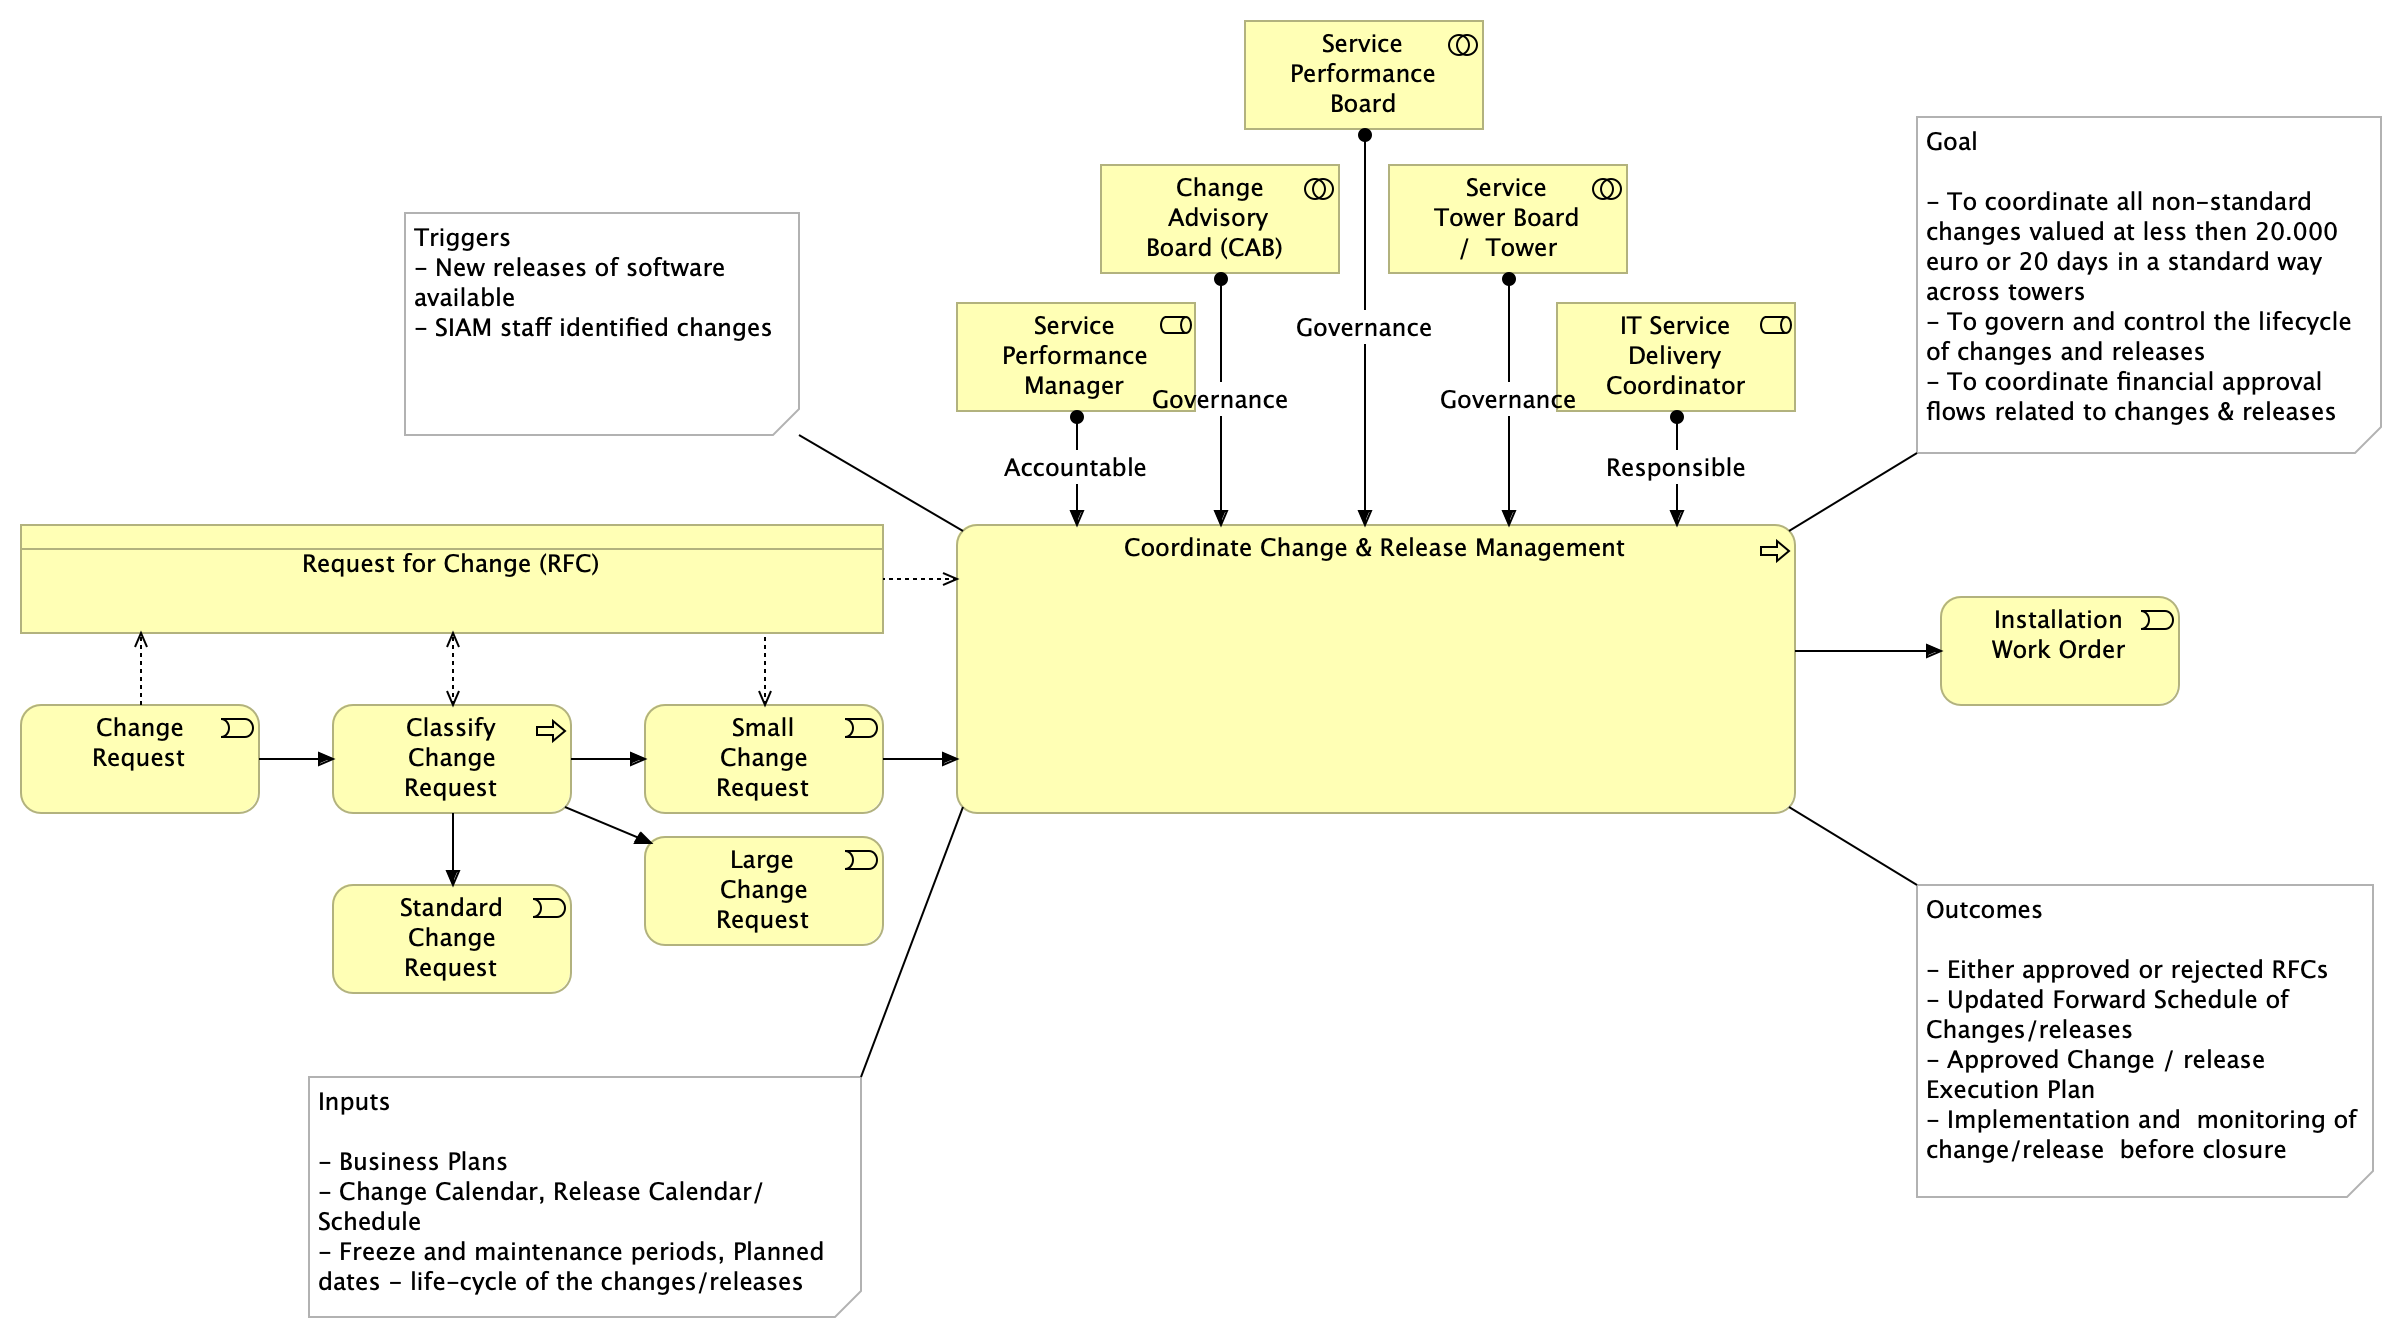 Service
Performance
Board
Change
Advisory
Board (CAB)
Service
Tower Board
/  Tower
Goal
- To coordinate all non-standard
changes valued at less then 20.000
euro or 20 days in a standard way
across towers
- To govern and control the lifecycle
of changes and releases
- To coordinate financial approval
flows related to changes & releases
Triggers
- New releases of software
available
- SIAM staff identified changes
Service
Performance
Manager
IT Service
Delivery
Coordinator
Governance
Governance
Governance
Accountable
Responsible
Request for Change (RFC)
Coordinate Change & Release Management
Installation
Work Order
Change
Request
Classify
Change
Request
Small
Change
Request
Large
Change
Request
Standard
Change
Request
Outcomes
- Either approved or rejected RFCs
- Updated Forward Schedule of
Changes/releases
- Approved Change / release
Execution Plan
- Implementation and  monitoring of
change/release  before closure
Inputs
- Business Plans
- Change Calendar, Release Calendar/
Schedule
- Freeze and maintenance periods, Planned
dates - life-cycle of the changes/releases